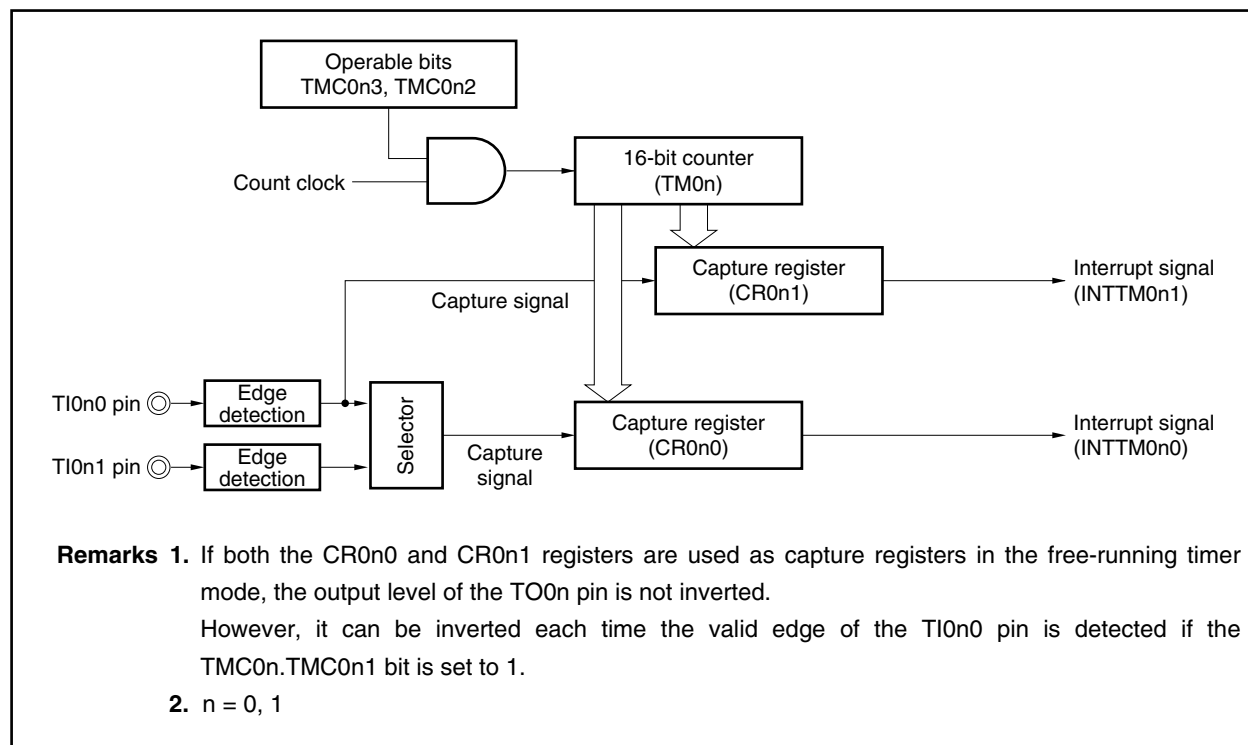 Operable bits
TMC0n3, TMC0n2
Count clock
16-bit counter
(TM0n)
Capture register
(CR0n1)
Interrupt signal
(INTTM0n1)
Capture signal
TI0n0 pin
Edge
detection
TI0n1 pin
Edge
detection
Selector
Capture
signal
Capture register
(CR0n0)
Interrupt signal
(INTTM0n0)
Remarks 1. If both the CR0n0 and CR0n1 registers are used as capture registers in the free-running timer
mode, the output level of the TO0n pin is not inverted.
However, it can be inverted each time the valid edge of the TI0n0 pin is detected if the
TMC0n.TMC0n1 bit is set to 1.
2. n = 0, 1